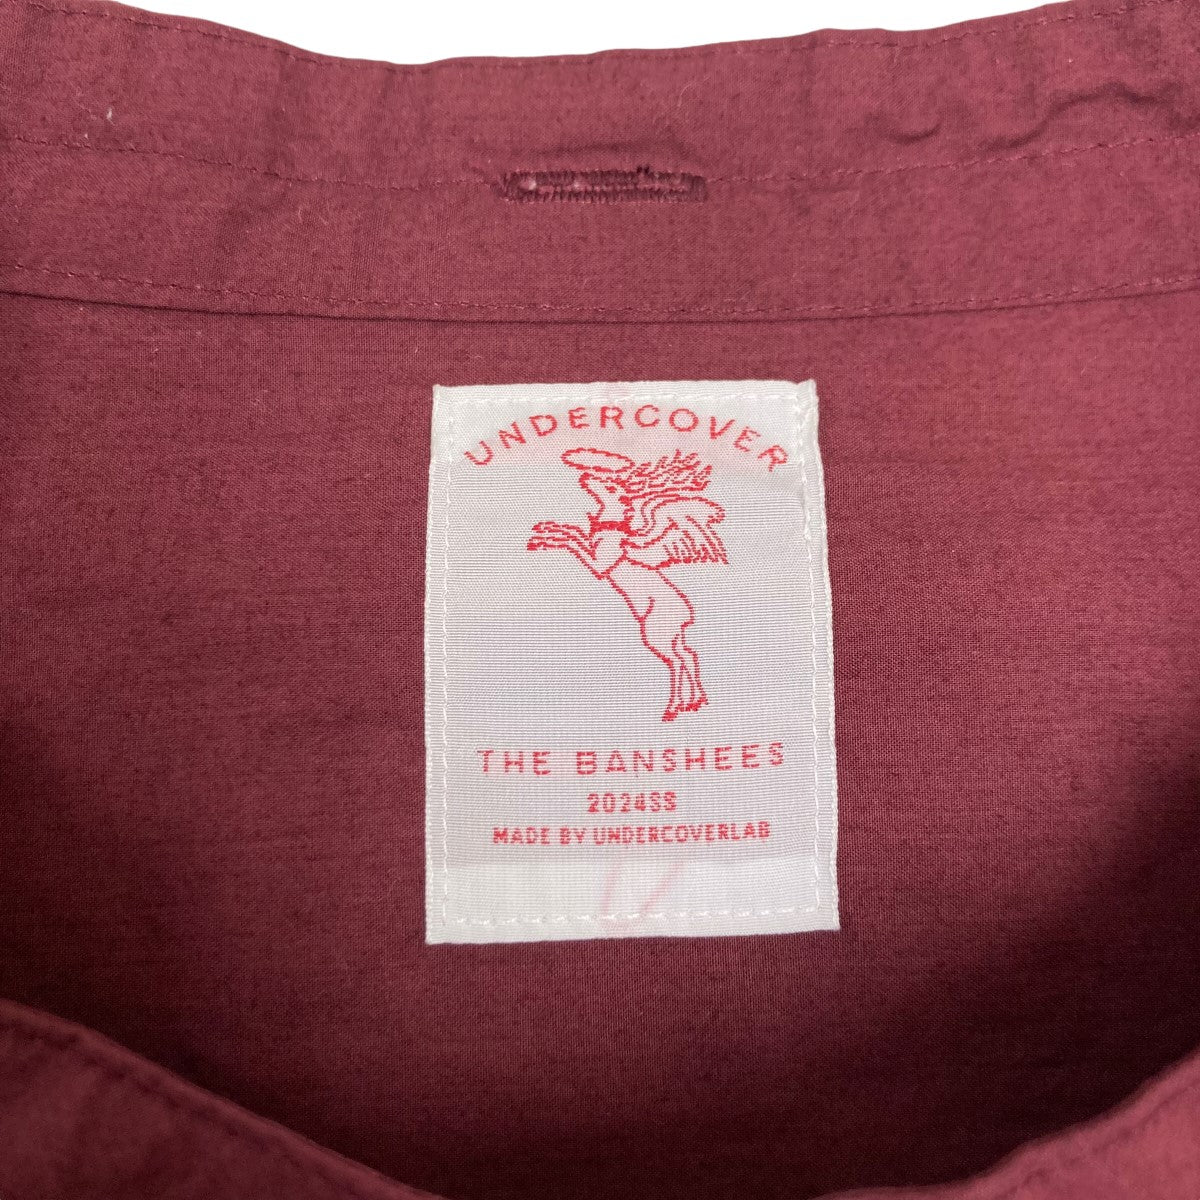 UNDERCOVER
THE BANSHEES
2024SS
MADE BY UNDERCOVERLAB